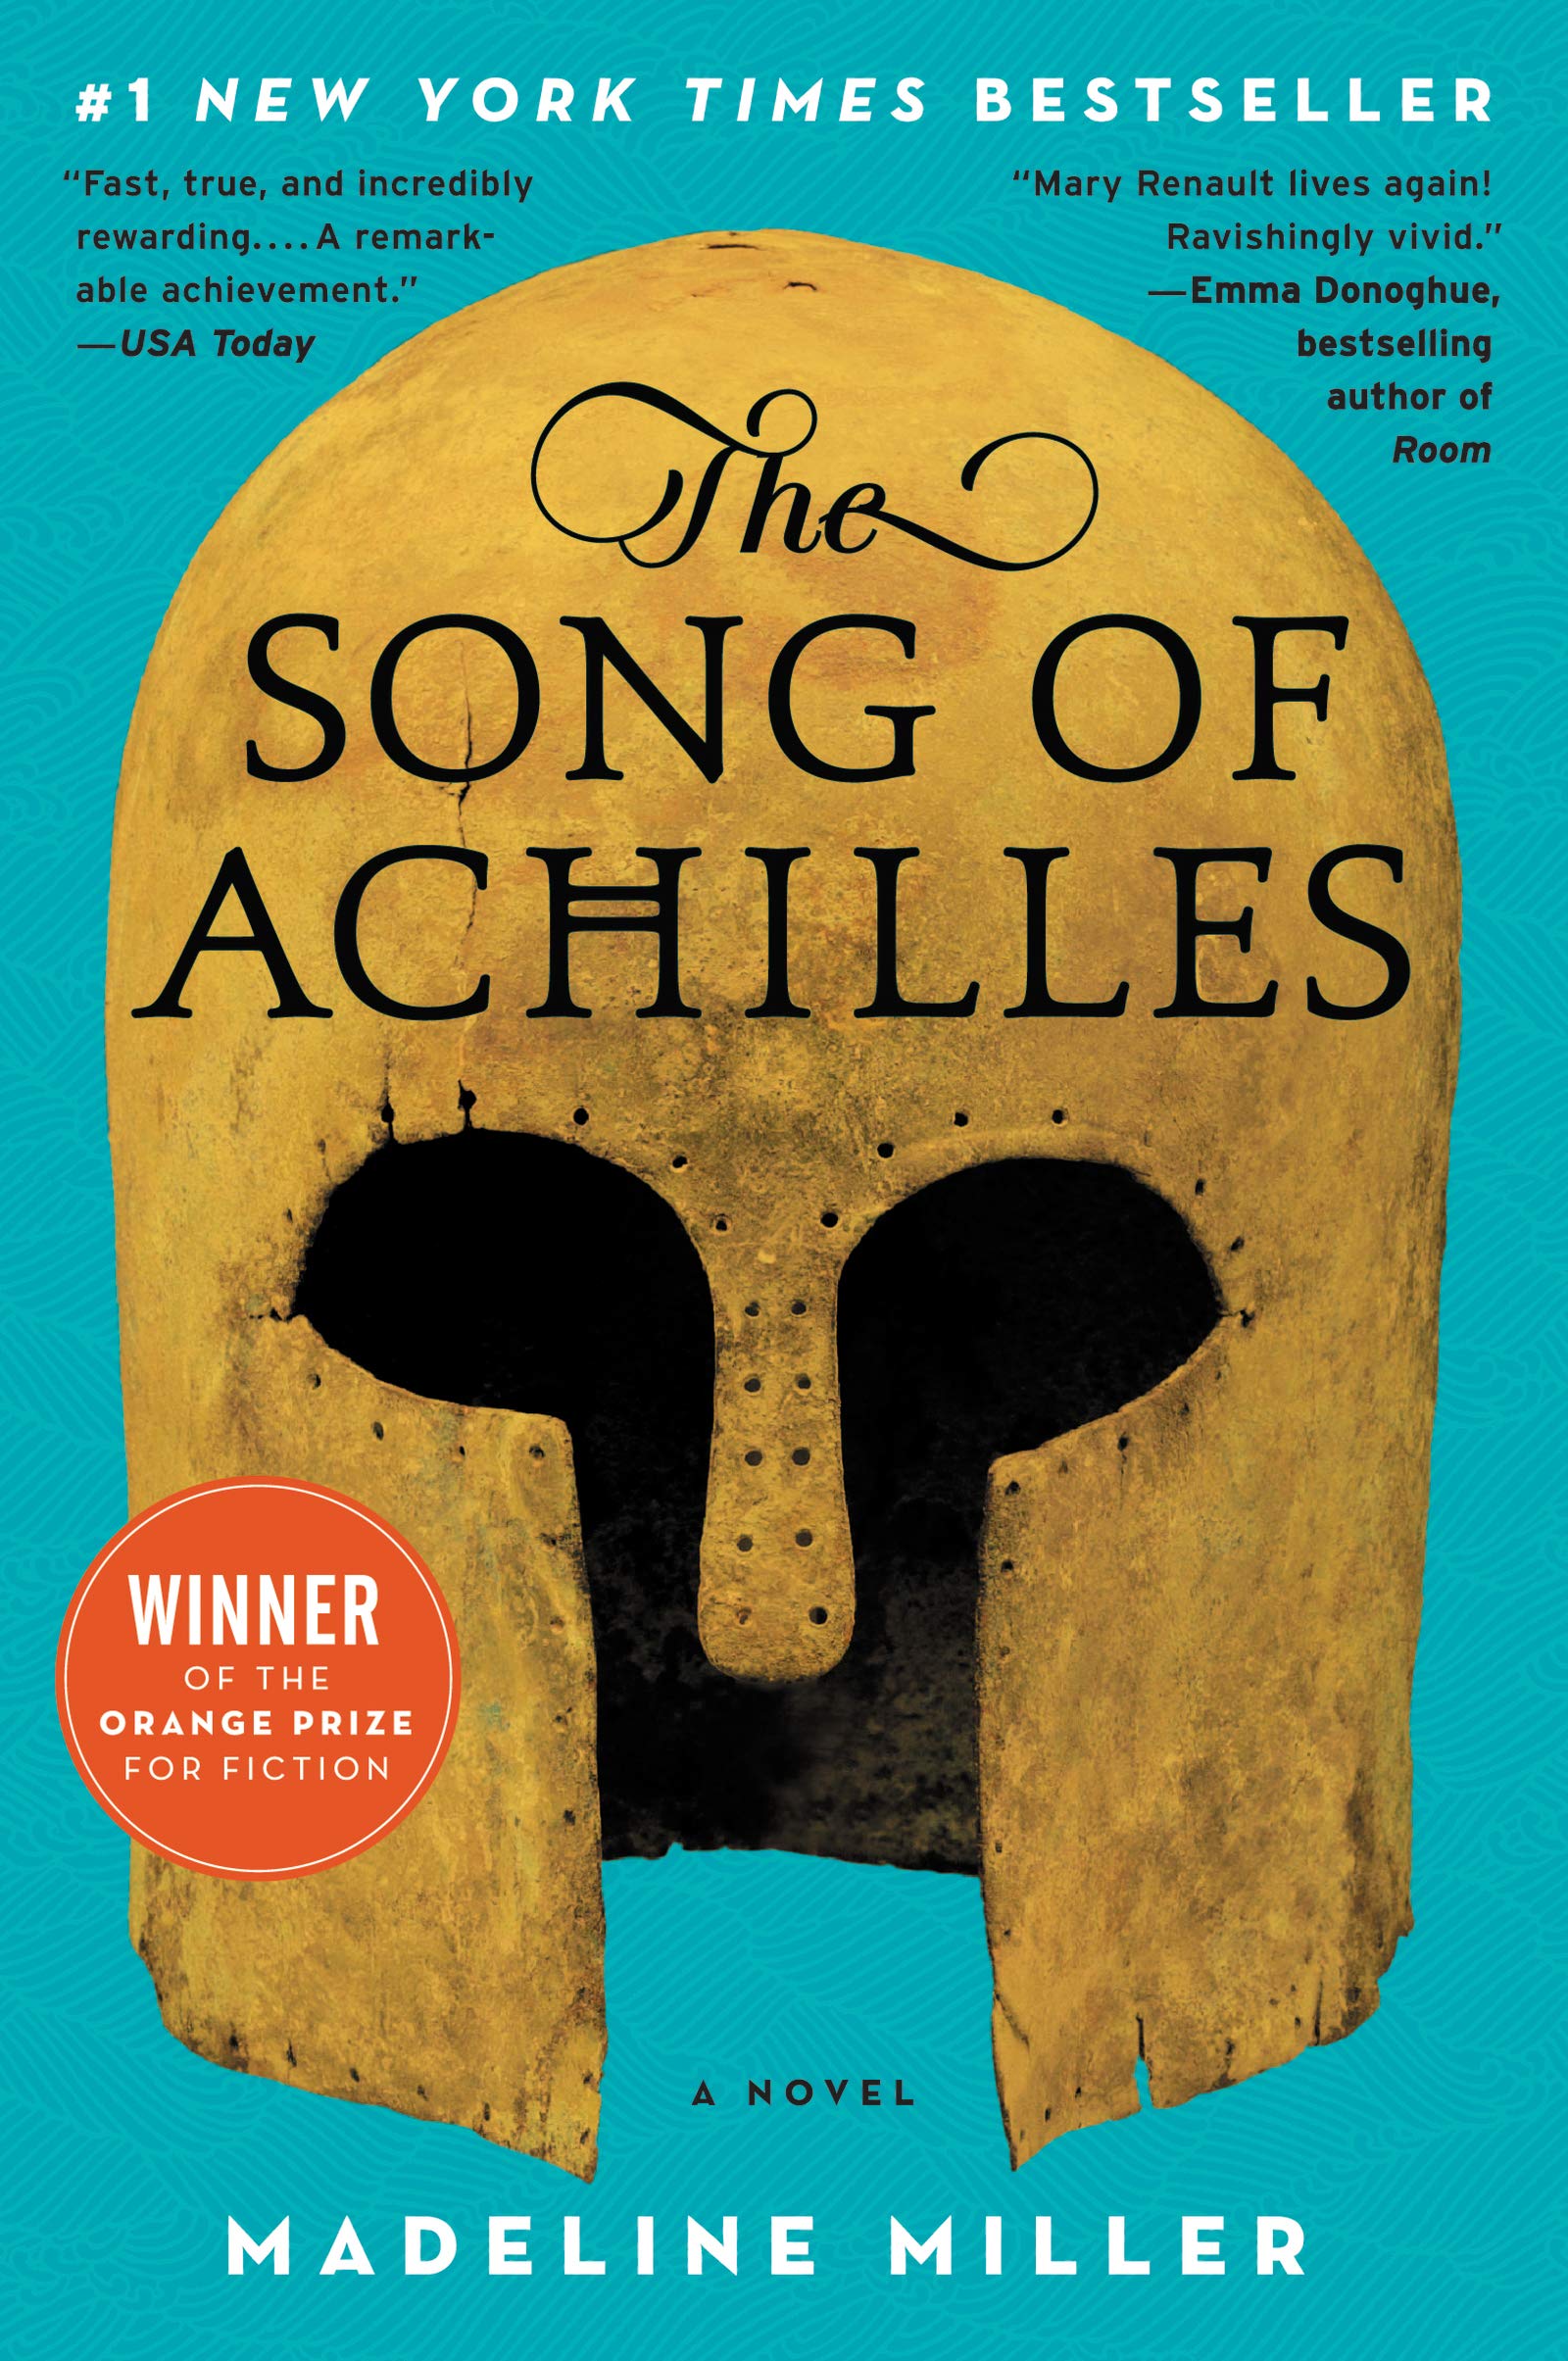 #1 NEW YORK TIMES BESTSELLER
“Fast, true, and incredibly
rewarding.... A remark-
able achievement.”
—USA Today
“Mary Renault lives again!
Ravishingly vivid.”
—Emma Donoghue,
bestselling
author of
Room
The
SONG OF
ACHILLES
WINNER
OF THE
ORANGE PRIZE
FOR FICTION
A NOVEL
MADELINE MILLER